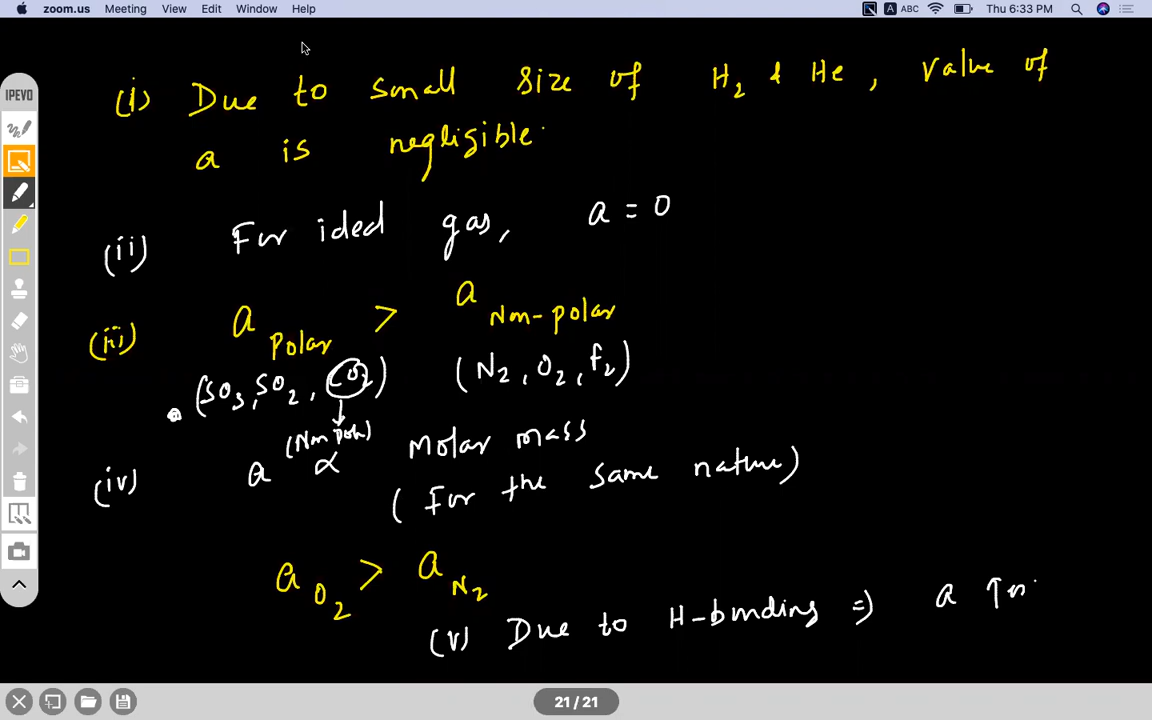 zoom.us Meeting View Edit Window Help A ABC Thu 6:33 PM
IPEVO
(i) Due to small size of H₂ & He, value of
a is negligible.
(ii) For ideal gas, a = 0
(iii) a polar > a Non-polar
(SO₃, SO₂, CO₂) (N₂, O₂, F₂)
(Non polar)
(iv) a ∝ Molar mass
(For the same nature)
a O₂ > a N₂
(v) Due to H-bonding ⇒ a ↑
21/21